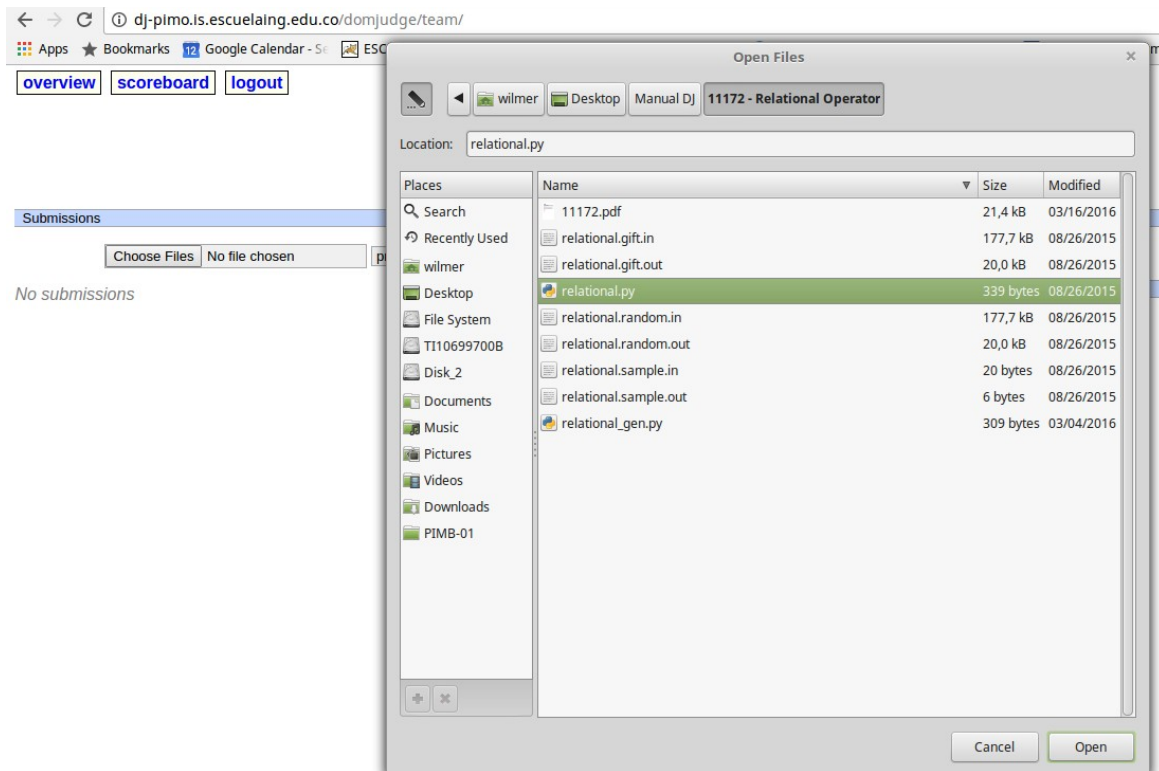 dj-pimo.is.escuelaing.edu.co/domjudge/team/
Apps Bookmarks 12 Google Calendar - Se ESC
overview scoreboard logout
Submissions
Choose Files No file chosen
No submissions
Open Files
wilmer Desktop Manual DJ 11172 - Relational Operator
Location: relational.py
Places Name Size Modified
Search 11172.pdf 21,4 kB 03/16/2016
Recently Used relational.gift.in 177,7 kB 08/26/2015
wilmer relational.gift.out 20,0 kB 08/26/2015
Desktop relational.py 339 bytes 08/26/2015
File System relational.random.in 177,7 kB 08/26/2015
TI10699700B relational.random.out 20,0 kB 08/26/2015
Disk_2 relational.sample.in 20 bytes 08/26/2015
Documents relational.sample.out 6 bytes 08/26/2015
Music relational_gen.py 309 bytes 03/04/2016
Pictures
Videos
Downloads
PIMB-01
Cancel Open